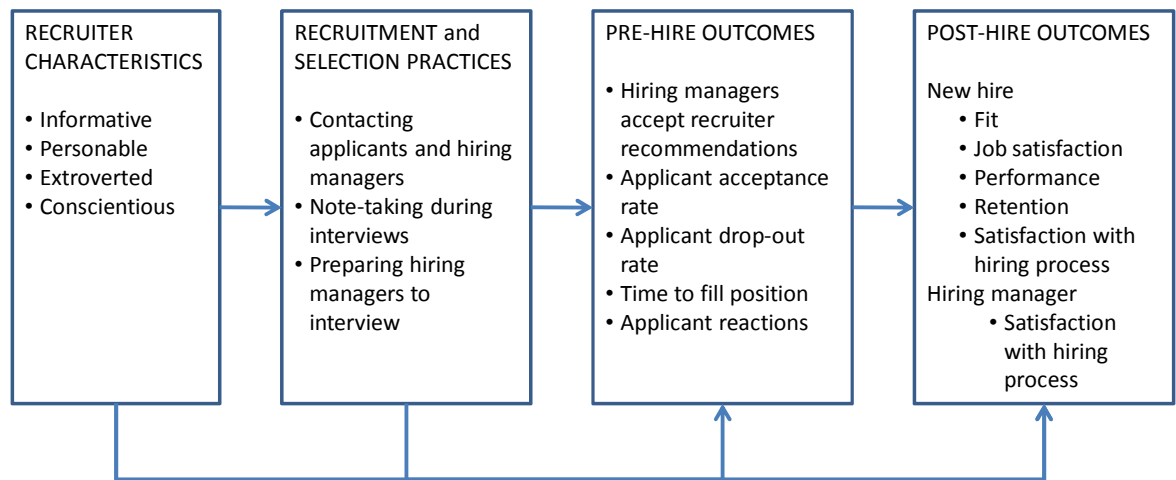 RECRUITER
CHARACTERISTICS
• Informative
• Personable
• Extroverted
• Conscientious
RECRUITMENT and
SELECTION PRACTICES
• Contacting
applicants and hiring
managers
• Note-taking during
interviews
• Preparing hiring
managers to
interview
PRE-HIRE OUTCOMES
• Hiring managers
accept recruiter
recommendations
• Applicant acceptance
rate
• Applicant drop-out
rate
• Time to fill position
• Applicant reactions
POST-HIRE OUTCOMES
New hire
• Fit
• Job satisfaction
• Performance
• Retention
• Satisfaction with
hiring process
Hiring manager
• Satisfaction
with hiring
process